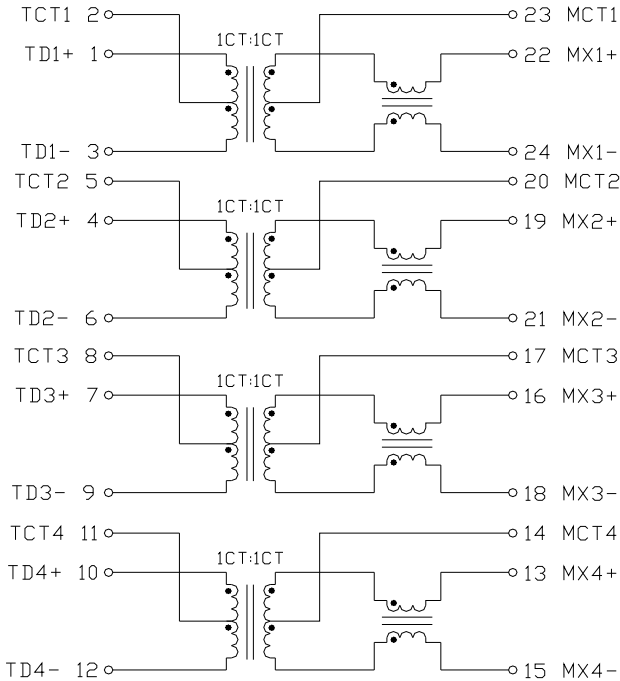 TCT1 2 23 MCT1
1CT:1CT
TD1+ 1 22 MX1+
TD1- 3 24 MX1-
TCT2 5 20 MCT2
1CT:1CT
TD2+ 4 19 MX2+
TD2- 6 21 MX2-
TCT3 8 17 MCT3
1CT:1CT
TD3+ 7 16 MX3+
TD3- 9 18 MX3-
TCT4 11 14 MCT4
1CT:1CT
TD4+ 10 13 MX4+
TD4- 12 15 MX4-